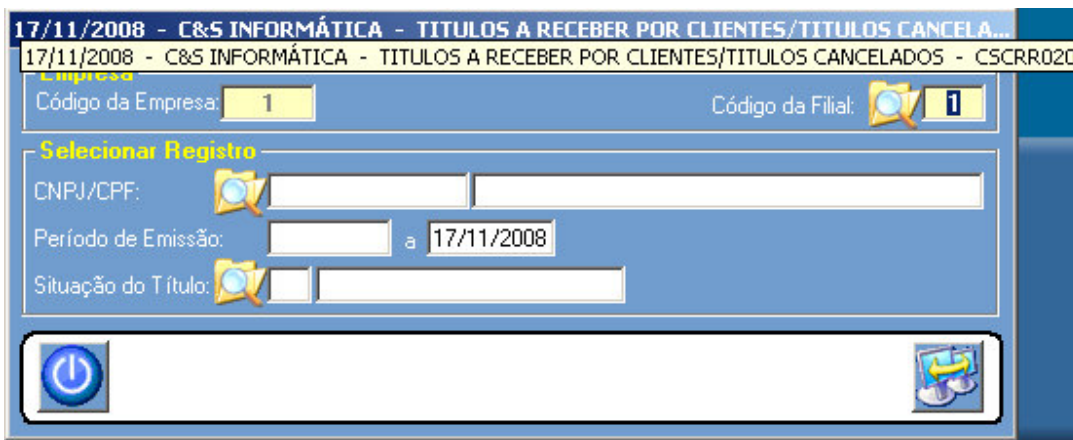 17/11/2008 - C&S INFORMÁTICA - TITULOS A RECEBER POR CLIENTES/TITULOS CANCELA...
17/11/2008 - C&S INFORMÁTICA - TITULOS A RECEBER POR CLIENTES/TITULOS CANCELADOS - CSCRR020
Empresa
Código da Empresa: 1 Código da Filial: 1
Selecionar Registro
CNPJ/CPF:
Período de Emissão: a 17/11/2008
Situação do Título: